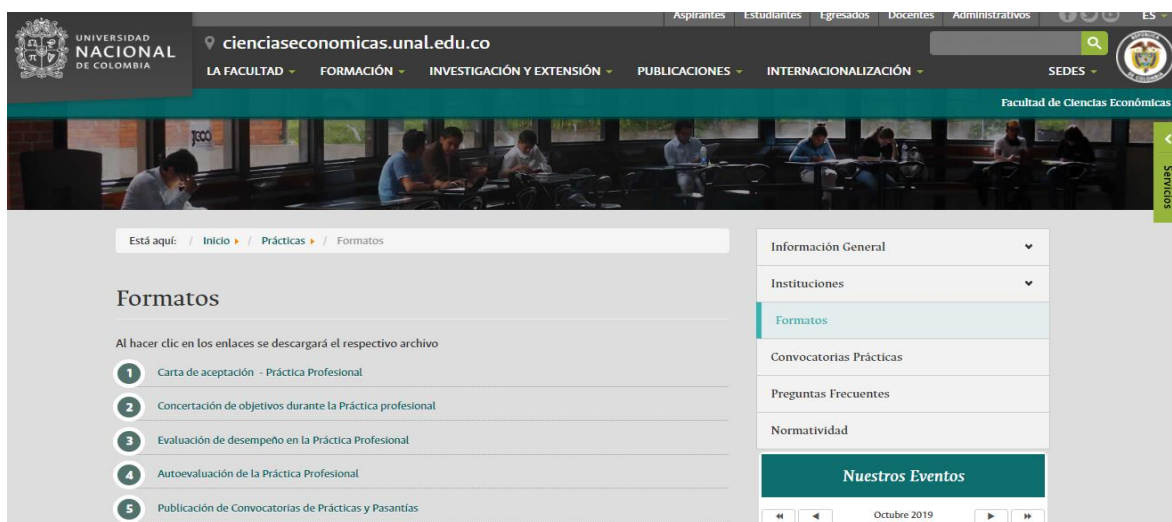 Aspirantes Estudiantes Egresados Docentes Administrativos ES
UNIVERSIDAD
NACIONAL
DE COLOMBIA
cienciaseconomicas.unal.edu.co
LA FACULTAD FORMACIÓN INVESTIGACIÓN Y EXTENSIÓN PUBLICACIONES INTERNACIONALIZACIÓN SEDES
Facultad de Ciencias Económicas
Servicios
Está aquí: / Inicio / Prácticas / Formatos
Formatos
Al hacer clic en los enlaces se descargará el respectivo archivo
1 Carta de aceptación - Práctica Profesional
2 Concertación de objetivos durante la Práctica profesional
3 Evaluación de desempeño en la Práctica Profesional
4 Autoevaluación de la Práctica Profesional
5 Publicación de Convocatorias de Prácticas y Pasantías
Información General
Instituciones
Formatos
Convocatorias Prácticas
Preguntas Frecuentes
Normatividad
Nuestros Eventos
Octubre 2019